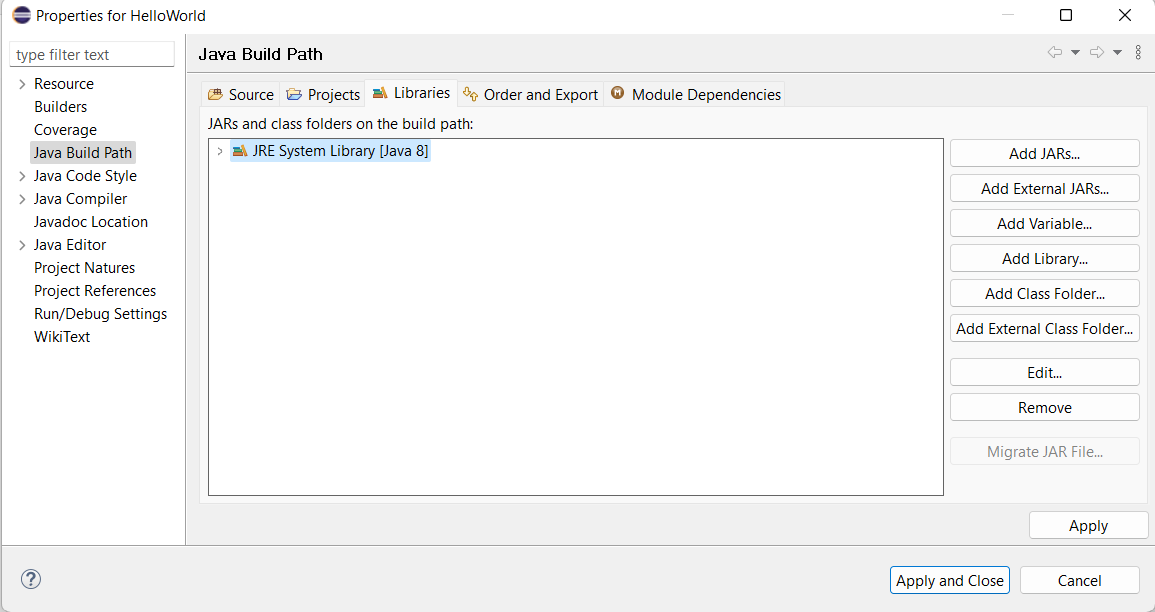 Properties for HelloWorld
type filter text
Resource
Builders
Coverage
Java Build Path
Java Code Style
Java Compiler
Javadoc Location
Java Editor
Project Natures
Project References
Run/Debug Settings
WikiText
Java Build Path
Source
Projects
Libraries
Order and Export
Module Dependencies
JARs and class folders on the build path:
JRE System Library [Java 8]
Add JARs...
Add External JARs...
Add Variable...
Add Library...
Add Class Folder...
Add External Class Folder...
Edit...
Remove
Migrate JAR File...
Apply
?
Apply and Close
Cancel